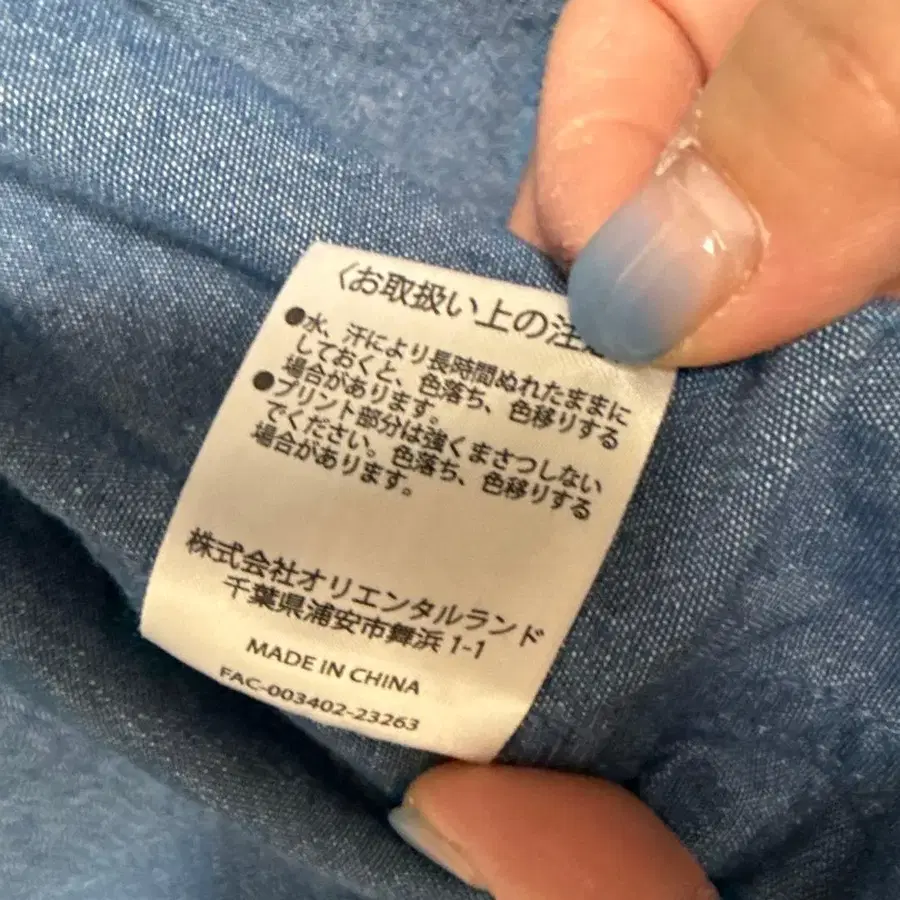 〈お取扱い上の注
●水、汗により長時間ぬれたままに
しておくと、色落ち、色移りする
場合があります。
●プリント部分は強くまさつしない
でください。色落ち、色移りする
場合があります。
株式会社オリエンタルランド
千葉県浦安市舞浜 1-1
MADE IN CHINA
FAC-003402-23263